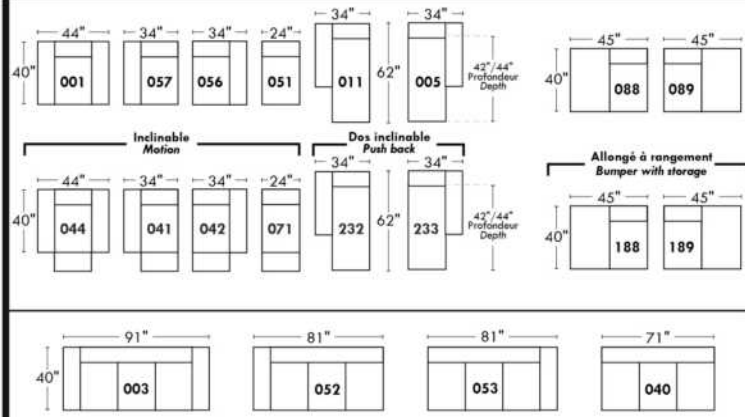 44" 34" 34" 24" 34" 34" 45" 45"
40" 001 057 056 051 011 62" 005 42"/44" Profondeur Depth 40" 088 089
Inclinable
Motion
Dos inclinable
Push back
Allongé à rangement
Bumper with storage
44" 34" 34" 24" 34" 34" 45" 45"
40" 044 041 042 071 232 62" 233 42"/44" Profondeur Depth 40" 188 189
91" 81" 81" 71"
40" 003 052 053 040